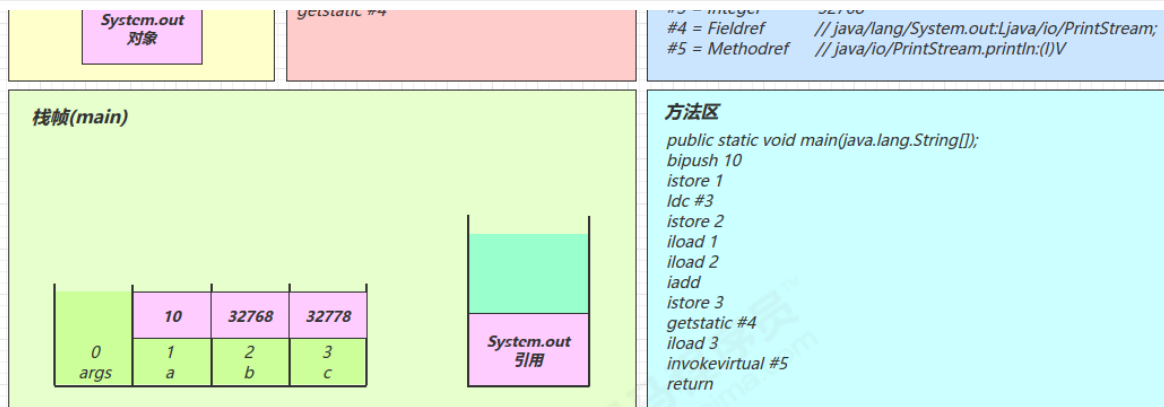 System.out
对象
getstatic #4
#3 = Integer 32768
#4 = Fieldref // java/lang/System.out:Ljava/io/PrintStream;
#5 = Methodref // java/io/PrintStream.println:(I)V
栈帧(main)
10 32768 32778
0 1 2 3
args a b c
System.out
引用
方法区
public static void main(java.lang.String[]);
bipush 10
istore 1
ldc #3
istore 2
iload 1
iload 2
iadd
istore 3
getstatic #4
iload 3
invokevirtual #5
return